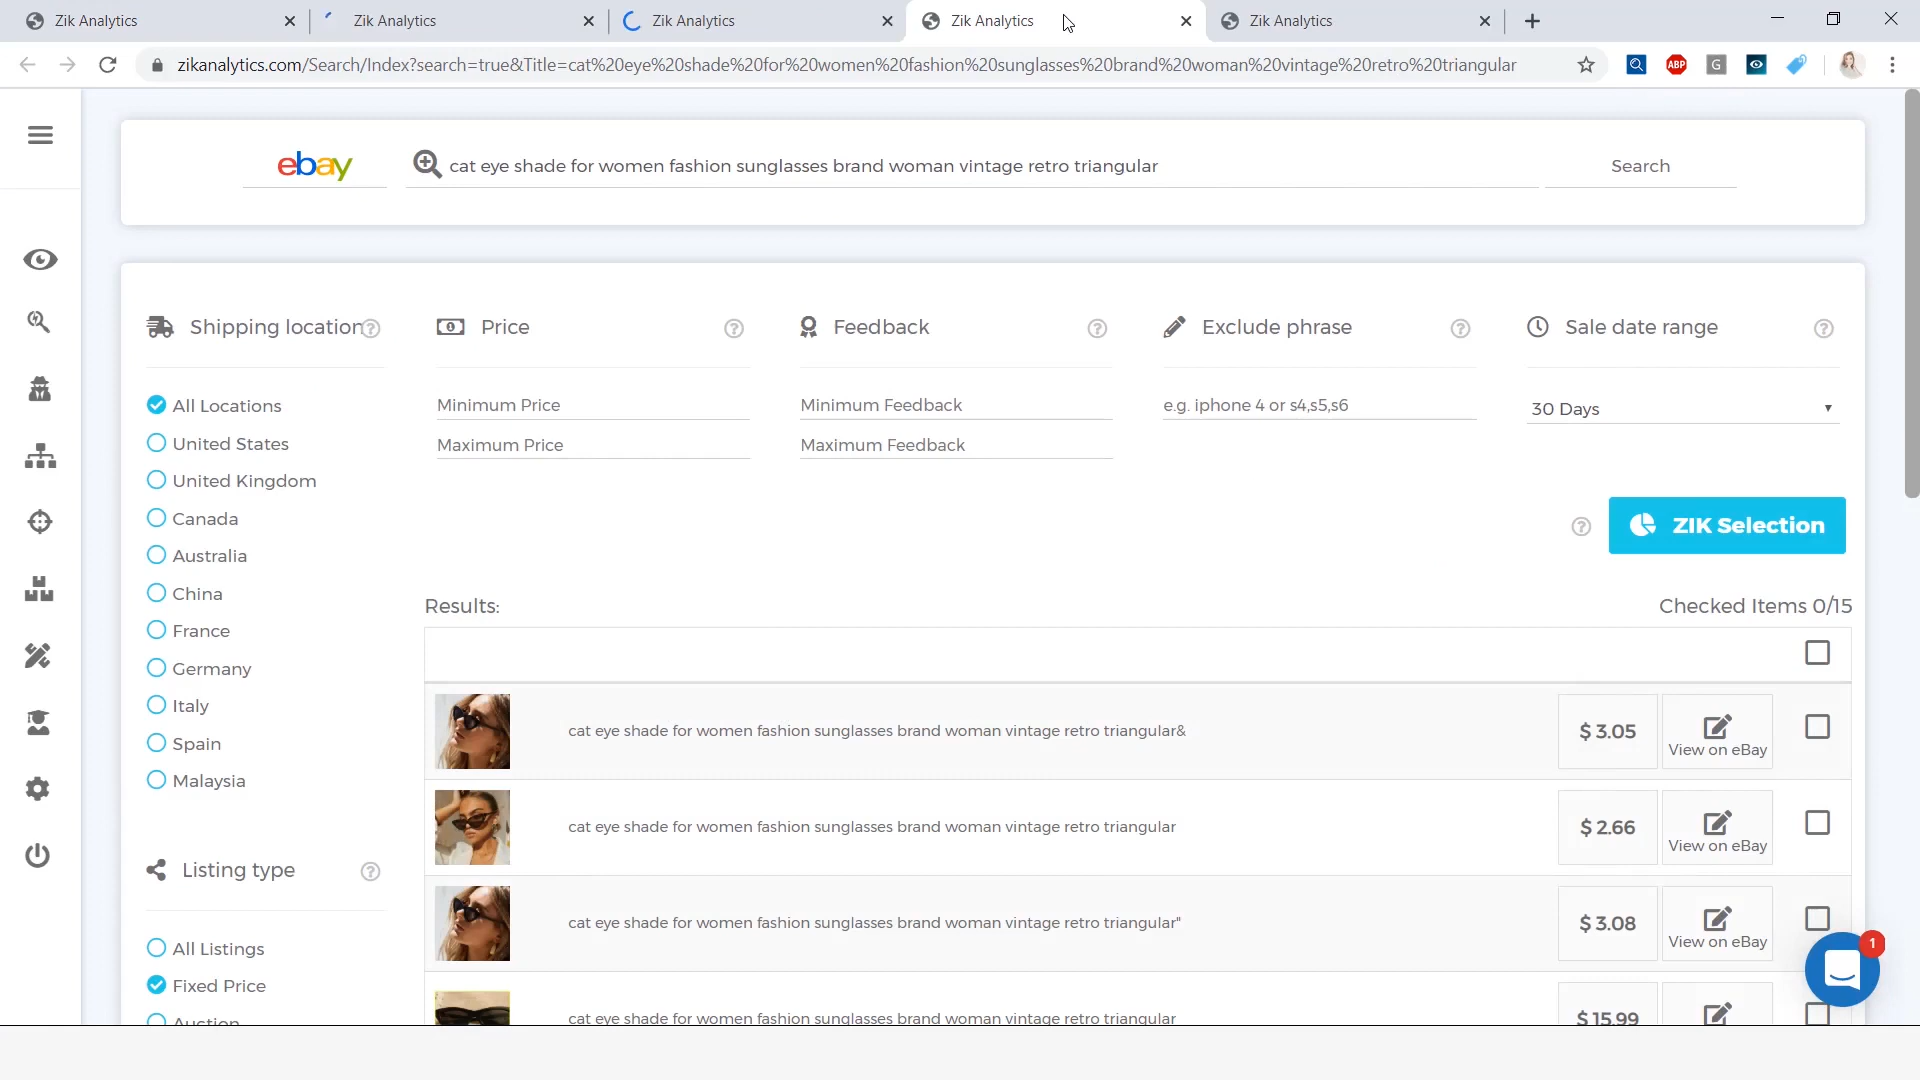 Zik Analytics
Zik Analytics
Zik Analytics
Zik Analytics
Zik Analytics
zikanalytics.com/Search/Index?search=true&Title=cat%20eye%20shade%20for%20women%20fashion%20sunglasses%20brand%20woman%20vintage%20retro%20triangular
ABP
G
ebay
cat eye shade for women fashion sunglasses brand woman vintage retro triangular
Search
Shipping location
Price
Feedback
Exclude phrase
Sale date range
All Locations
United States
United Kingdom
Canada
Australia
China
France
Germany
Italy
Spain
Malaysia
Minimum Price
Maximum Price
Minimum Feedback
Maximum Feedback
e.g. iphone 4 or s4,s5,s6
30 Days
ZIK Selection
Results:
Checked Items 0/15
cat eye shade for women fashion sunglasses brand woman vintage retro triangular&
$ 3.05
View on eBay
cat eye shade for women fashion sunglasses brand woman vintage retro triangular
$ 2.66
View on eBay
cat eye shade for women fashion sunglasses brand woman vintage retro triangular"
$ 3.08
View on eBay
cat eye shade for women fashion sunglasses brand woman vintage retro triangular
$ 15.99
Listing type
All Listings
Fixed Price
Auction
1